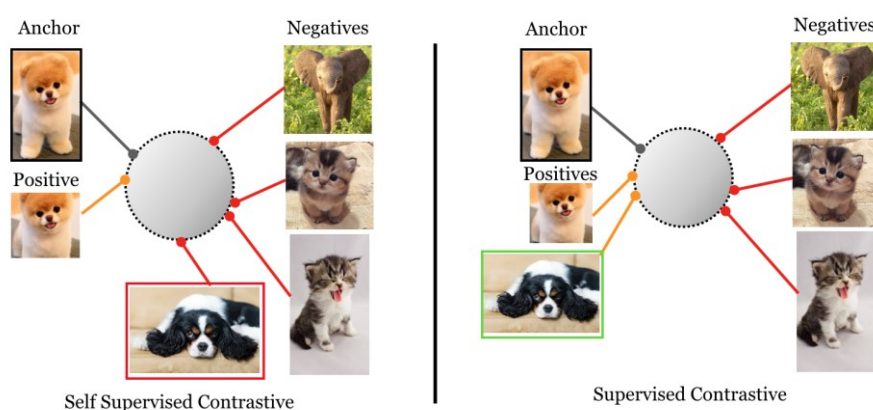 Anchor
Negatives
Positive
Self Supervised Contrastive
Anchor
Negatives
Positives
Supervised Contrastive